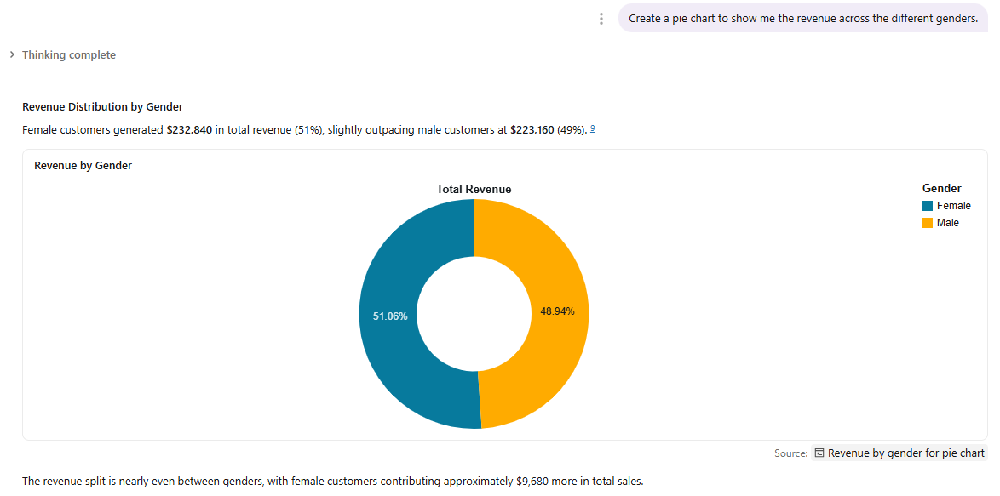 Create a pie chart to show me the revenue across the different genders.
Thinking complete
Revenue Distribution by Gender
Female customers generated $232,840 in total revenue (51%), slightly outpacing male customers at $223,160 (49%). 9
Revenue by Gender
Total Revenue
Gender
Female
Male
51.06%
48.94%
Source: Revenue by gender for pie chart
The revenue split is nearly even between genders, with female customers contributing approximately $9,680 more in total sales.